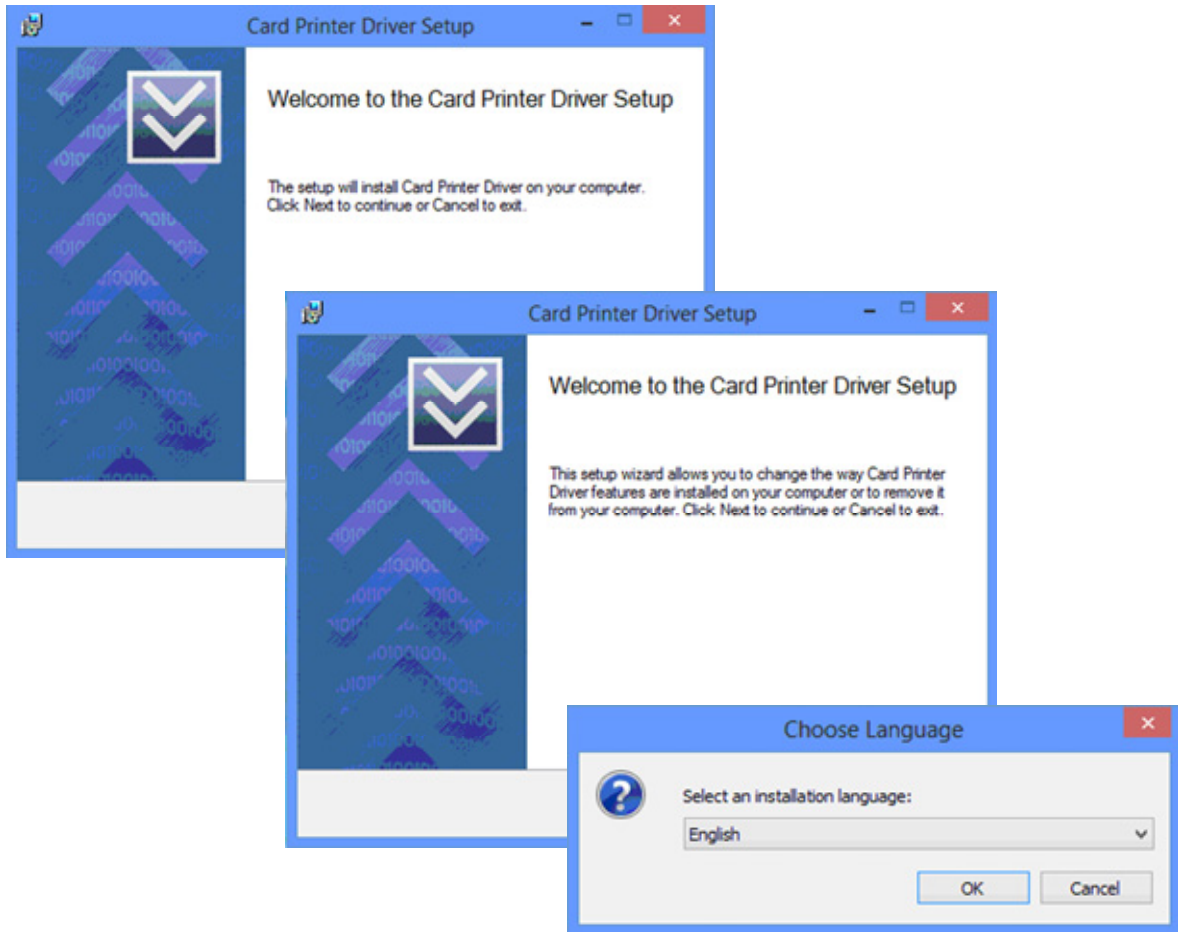 Card Printer Driver Setup
Welcome to the Card Printer Driver Setup
The setup will install Card Printer Driver on your computer.
Click Next to continue or Cancel to exit.
Card Printer Driver Setup
Welcome to the Card Printer Driver Setup
This setup wizard allows you to change the way Card Printer
Driver features are installed on your computer or to remove it
from your computer. Click Next to continue or Cancel to exit.
Choose Language
Select an installation language:
English
OK Cancel